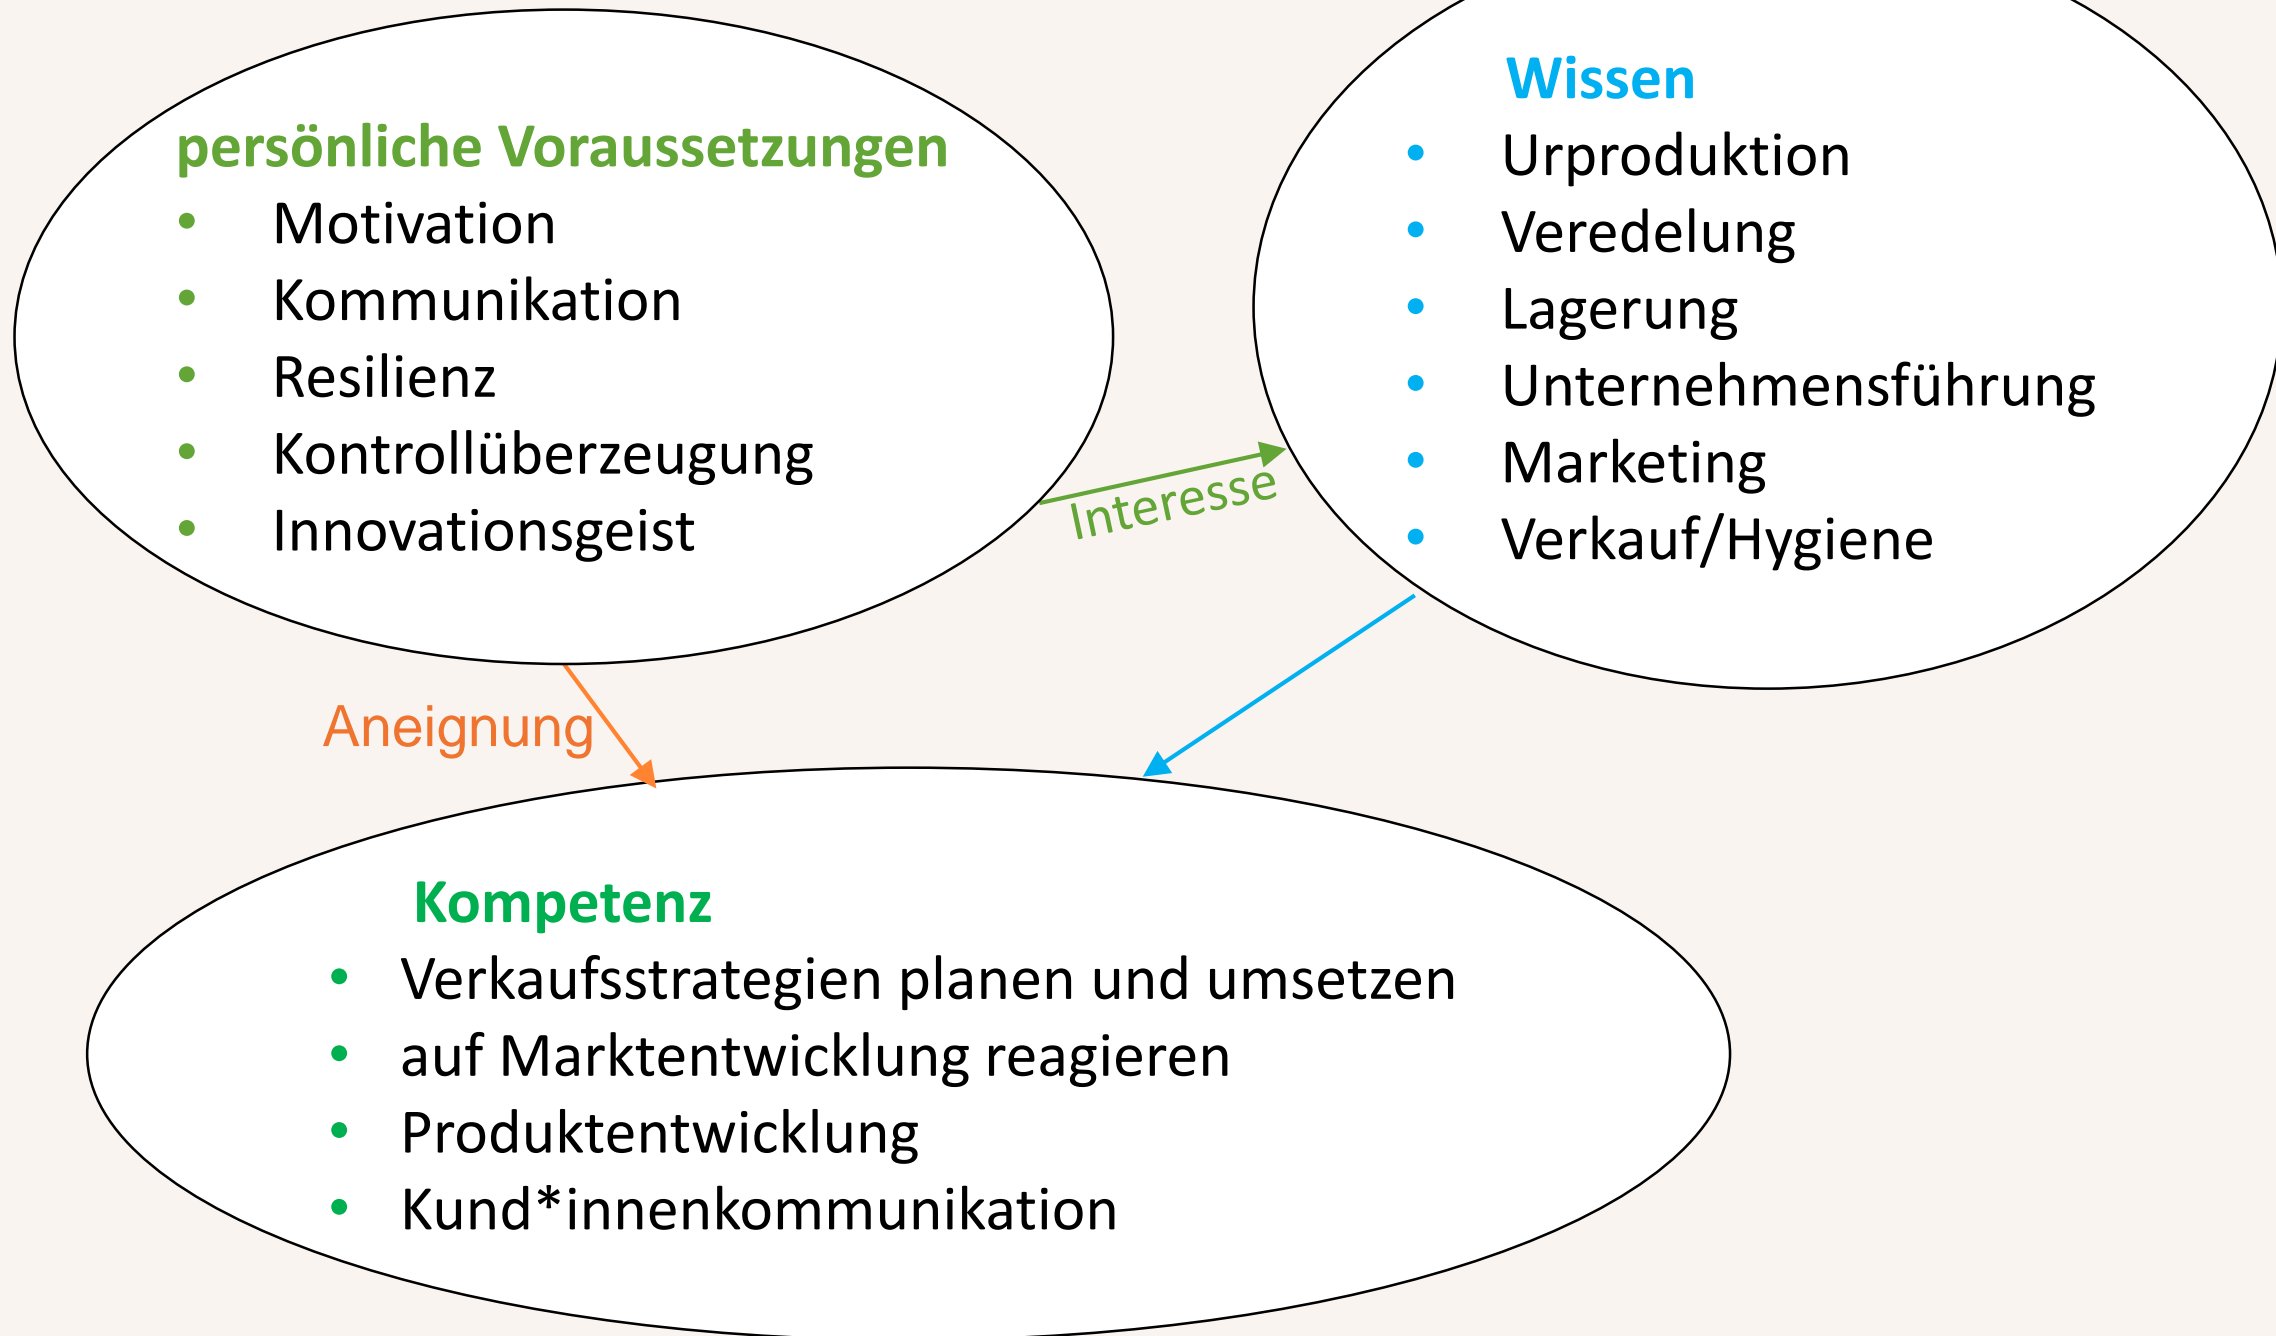 persönliche Voraussetzungen
• Motivation
• Kommunikation
• Resilienz
• Kontrollüberzeugung
• Innovationsgeist
Interesse
Wissen
• Urproduktion
• Veredelung
• Lagerung
• Unternehmensführung
• Marketing
• Verkauf/Hygiene
Aneignung
Kompetenz
• Verkaufsstrategien planen und umsetzen
• auf Marktentwicklung reagieren
• Produktentwicklung
• Kund*innenkommunikation